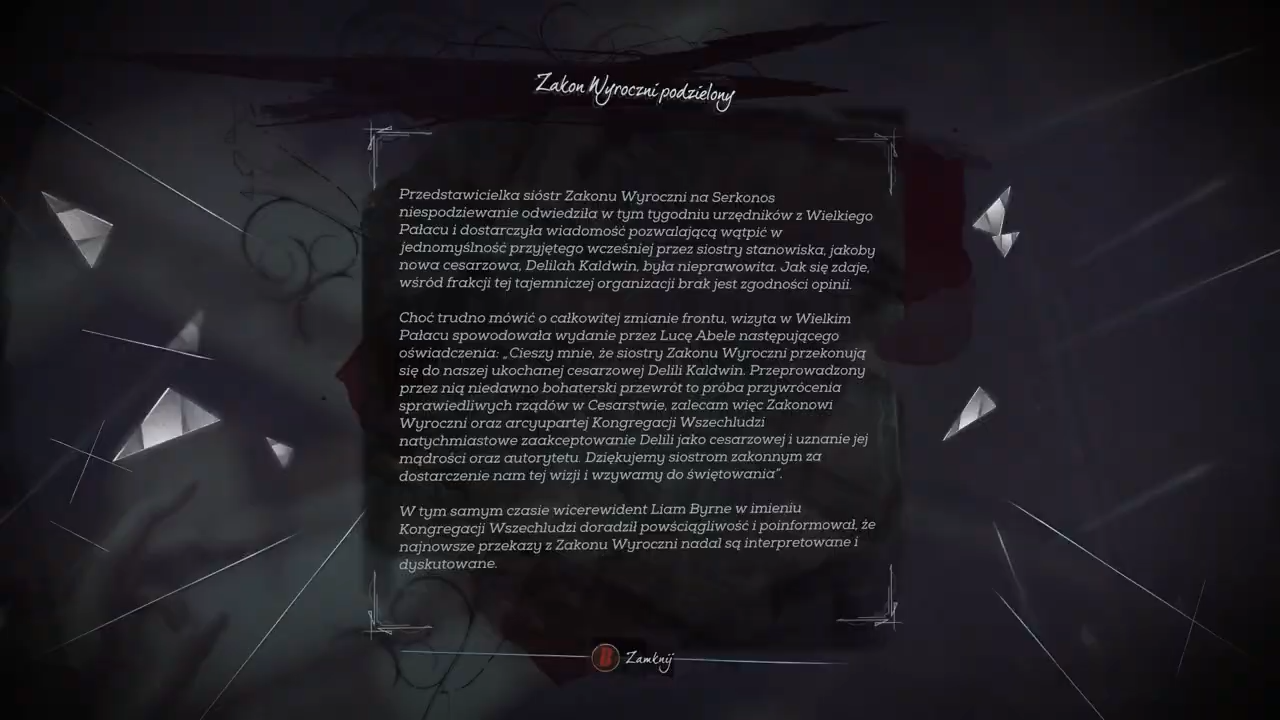 Zakon Wyroczni podzielony
Przedstawicielka sióstr Zakonu Wyroczni na Serkonos
niespodziewanie odwiedziła w tym tygodniu urzędników z Wielkiego
Pałacu i dostarczyła wiadomość pozwalającą wątpić w
jednomyślność przyjętego wcześniej przez siostry stanowiska, jakoby
nowa cesarzowa, Delilah Kaldwin, była nieprawowita. Jak się zdaje,
wśród frakcji tej tajemniczej organizacji brak jest zgodności opinii.
Choć trudno mówić o całkowitej zmianie frontu, wizyta w Wielkim
Pałacu spowodowała wydanie przez Lucę Abele następującego
oświadczenia: „Cieszy mnie, że siostry Zakonu Wyroczni przekonują
się do naszej ukochanej cesarzowej Delili Kaldwin. Przeprowadzony
przez nią niedawno bohaterski przewrót to próba przywrócenia
sprawiedliwych rządów w Cesarstwie, zalecam więc Zakonowi
Wyroczni oraz arcyupartej Kongregacji Wszechludzi
natychmiastowe zaakceptowanie Delili jako cesarzowej i uznanie jej
mądrości oraz autorytetu. Dziękujemy siostrom zakonnym za
dostarczenie nam tej wizji i wzywamy do świętowania”.
W tym samym czasie wicerewident Liam Byrne w imieniu
Kongregacji Wszechludzi doradził powściągliwość i poinformował, że
najnowsze przekazy z Zakonu Wyroczni nadal są interpretowane i
dyskutowane.
B Zamknij